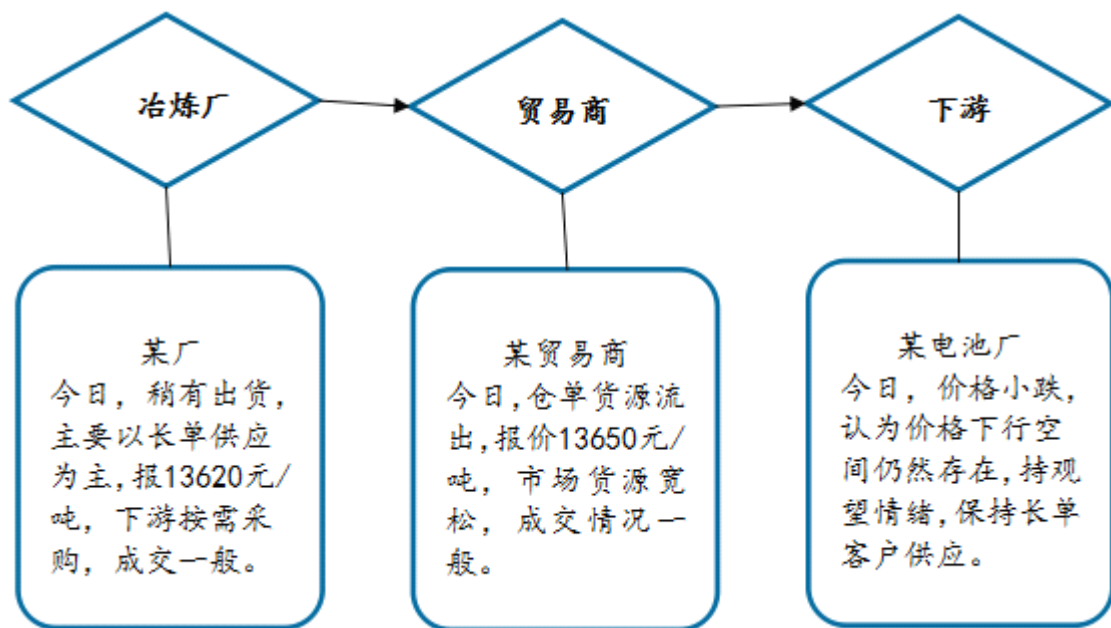 冶炼厂
贸易商
下游
某厂
今日，稍有出货，
主要以长单供应
为主,报13620元/
吨，下游按需采
购，成交一般。
某贸易商
今日,仓单货源流
出,报价13650元/
吨，市场货源宽
松，成交情况一
般。
某电池厂
今日，价格小跌，
认为价格下行空
间仍然存在,持观
望情绪,保持长单
客户供应。